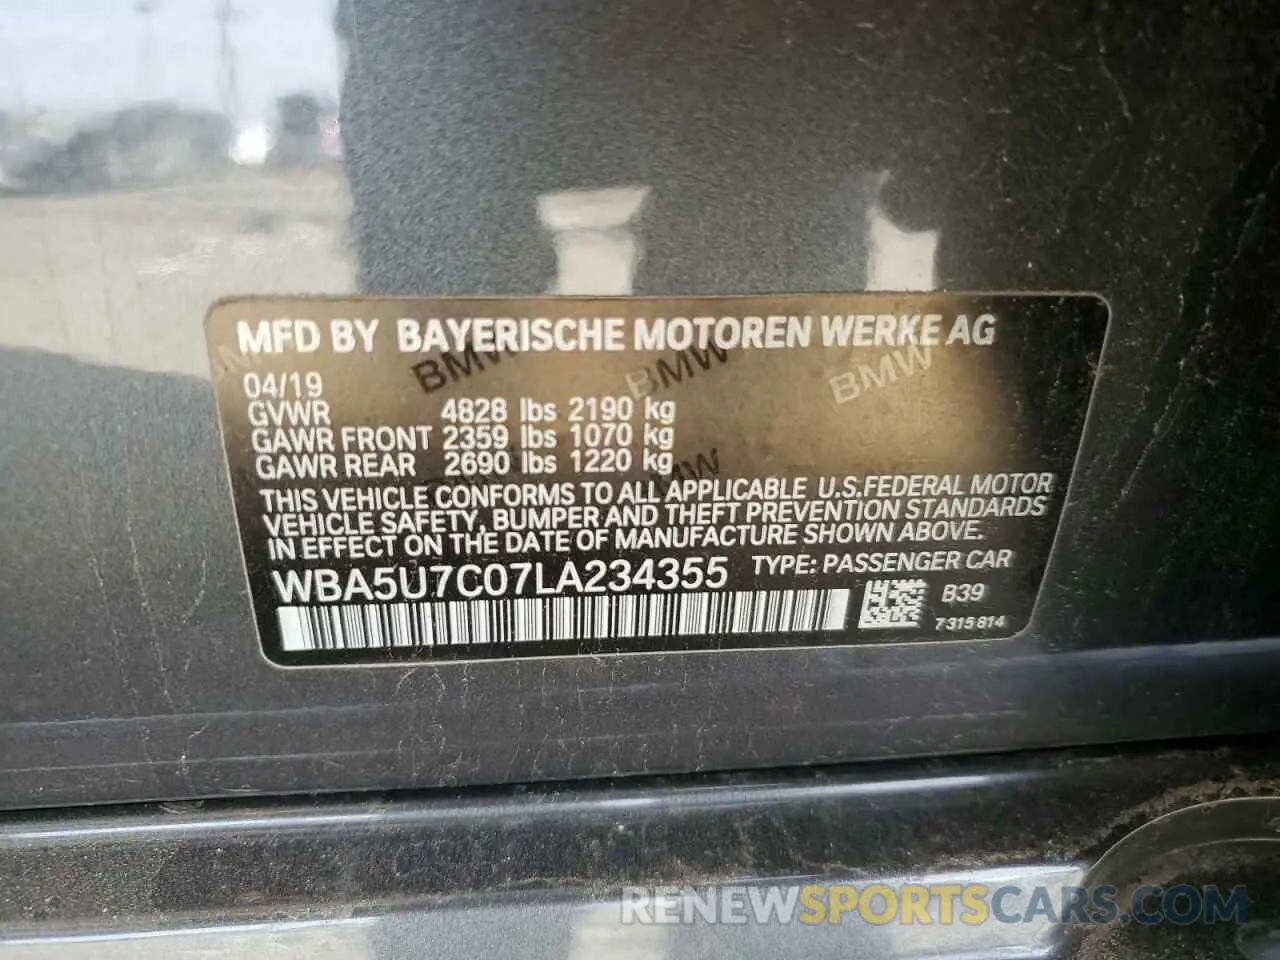 MFD BY BAYERISCHE MOTOREN WERKE AG
04/19
GVWR 4828 lbs 2190 kg
GAWR FRONT 2359 lbs 1070 kg
GAWR REAR 2690 lbs 1220 kg
THIS VEHICLE CONFORMS TO ALL APPLICABLE U.S.FEDERAL MOTOR
VEHICLE SAFETY, BUMPER AND THEFT PREVENTION STANDARDS
IN EFFECT ON THE DATE OF MANUFACTURE SHOWN ABOVE.
WBA5U7C07LA234355 TYPE: PASSENGER CAR
B39
7315814
BMW BMW BMW
BMW
RENEWSPORTSCARS.COM